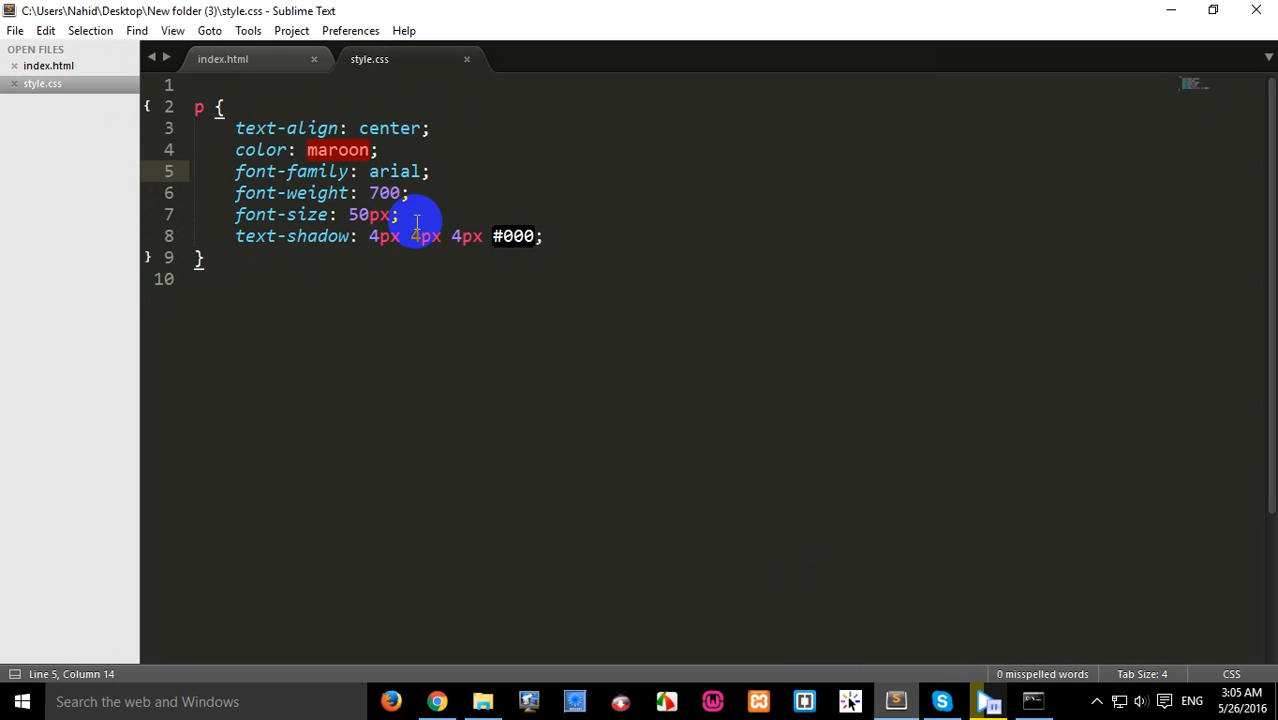 C:\Users\Nahid\Desktop\New folder (3)\style.css - Sublime Text
File Edit Selection Find View Goto Tools Project Preferences Help
OPEN FILES
index.html
style.css
index.html
style.css
1
2 p {
3 text-align: center;
4 color: maroon;
5 font-family: arial;
6 font-weight: 700;
7 font-size: 50px;
8 text-shadow: 4px 4px 4px #000;
9 }
10
Line 5, Column 14
0 misspelled words
Tab Size: 4
CSS
Search the web and Windows
ENG
3:05 AM
5/26/2016